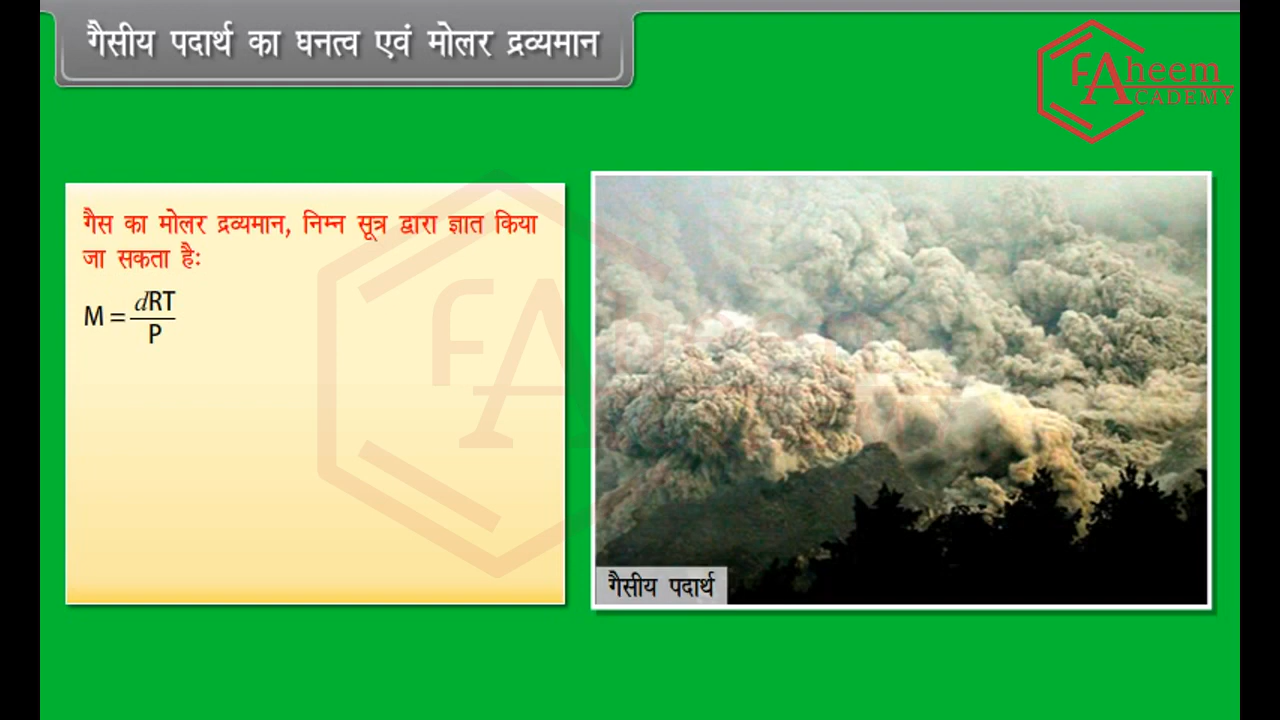 गैसीय पदार्थ का घनत्व एवं मोलर द्रव्यमान
Faheem
ACADEMY
गैस का मोलर द्रव्यमान, निम्न सूत्र द्वारा ज्ञात किया
जा सकता है:
M = dRT
P
गैसीय पदार्थ